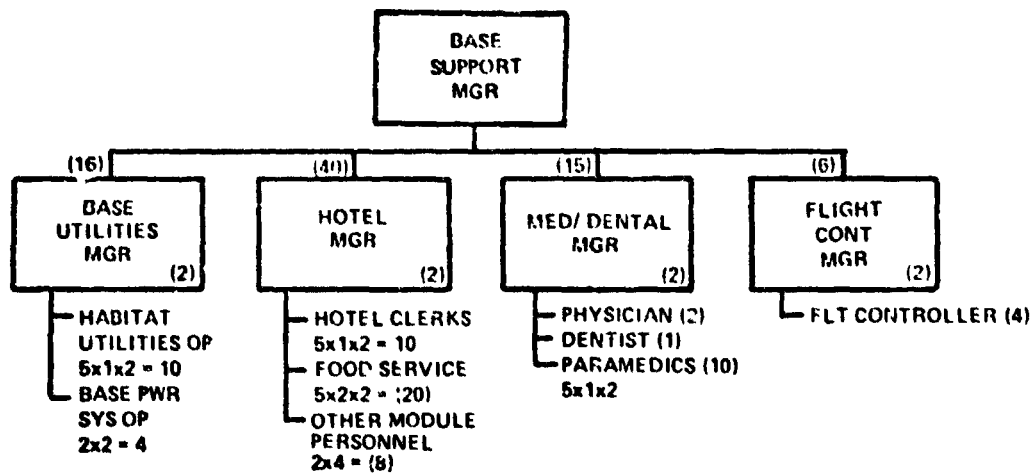 BASE
SUPPORT
MGR
(16)
BASE
UTILITIES
MGR
(2)
HABITAT
UTILITIES OP
5x1x2 = 10
BASE PWR
SYS OP
2x2 = 4
(40)
HOTEL
MGR
(2)
HOTEL CLERKS
5x1x2 = 10
FOOD SERVICE
5x2x2 = (20)
OTHER MODULE
PERSONNEL
2x4 = (8)
(15)
MED/DENTAL
MGR
(2)
PHYSICIAN (2)
DENTIST (1)
PARAMEDICS (10)
5x1x2
(6)
FLIGHT
CONT
MGR
(2)
FLT CONTROLLER (4)